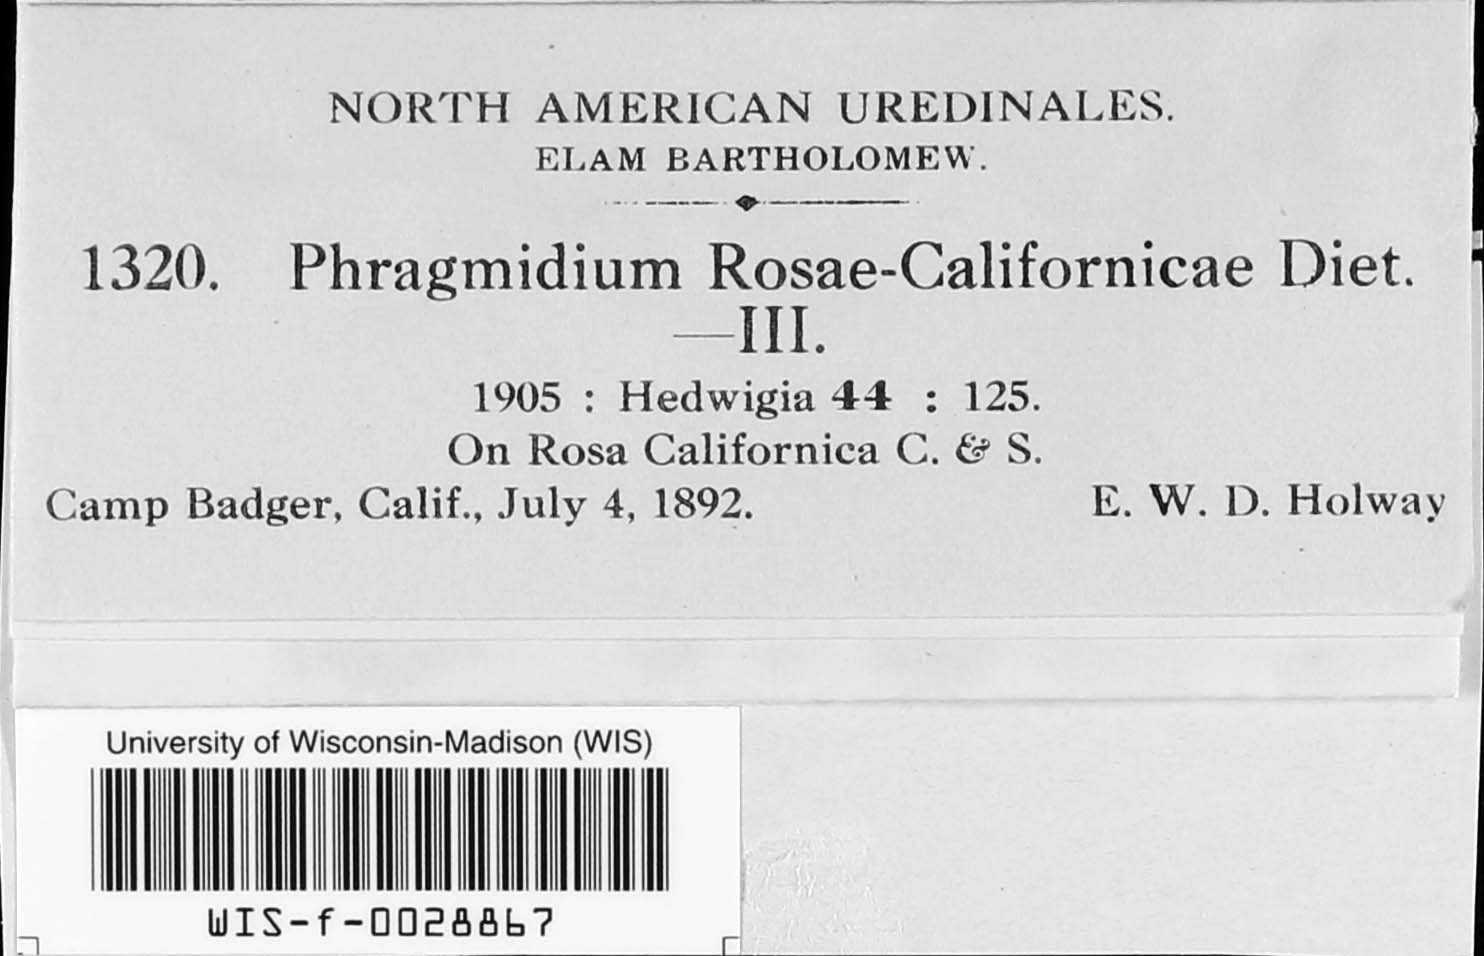 NORTH AMERICAN UREDINALES.
ELAM BARTHOLOMEW.
1320. Phragmidium Rosae-Californicae Diet.
—III.
1905 : Hedwigia 44 : 125.
On Rosa Californica C. & S.
Camp Badger, Calif., July 4, 1892. E. W. D. Holway
University of Wisconsin-Madison (WIS)
WIS-f-0028867